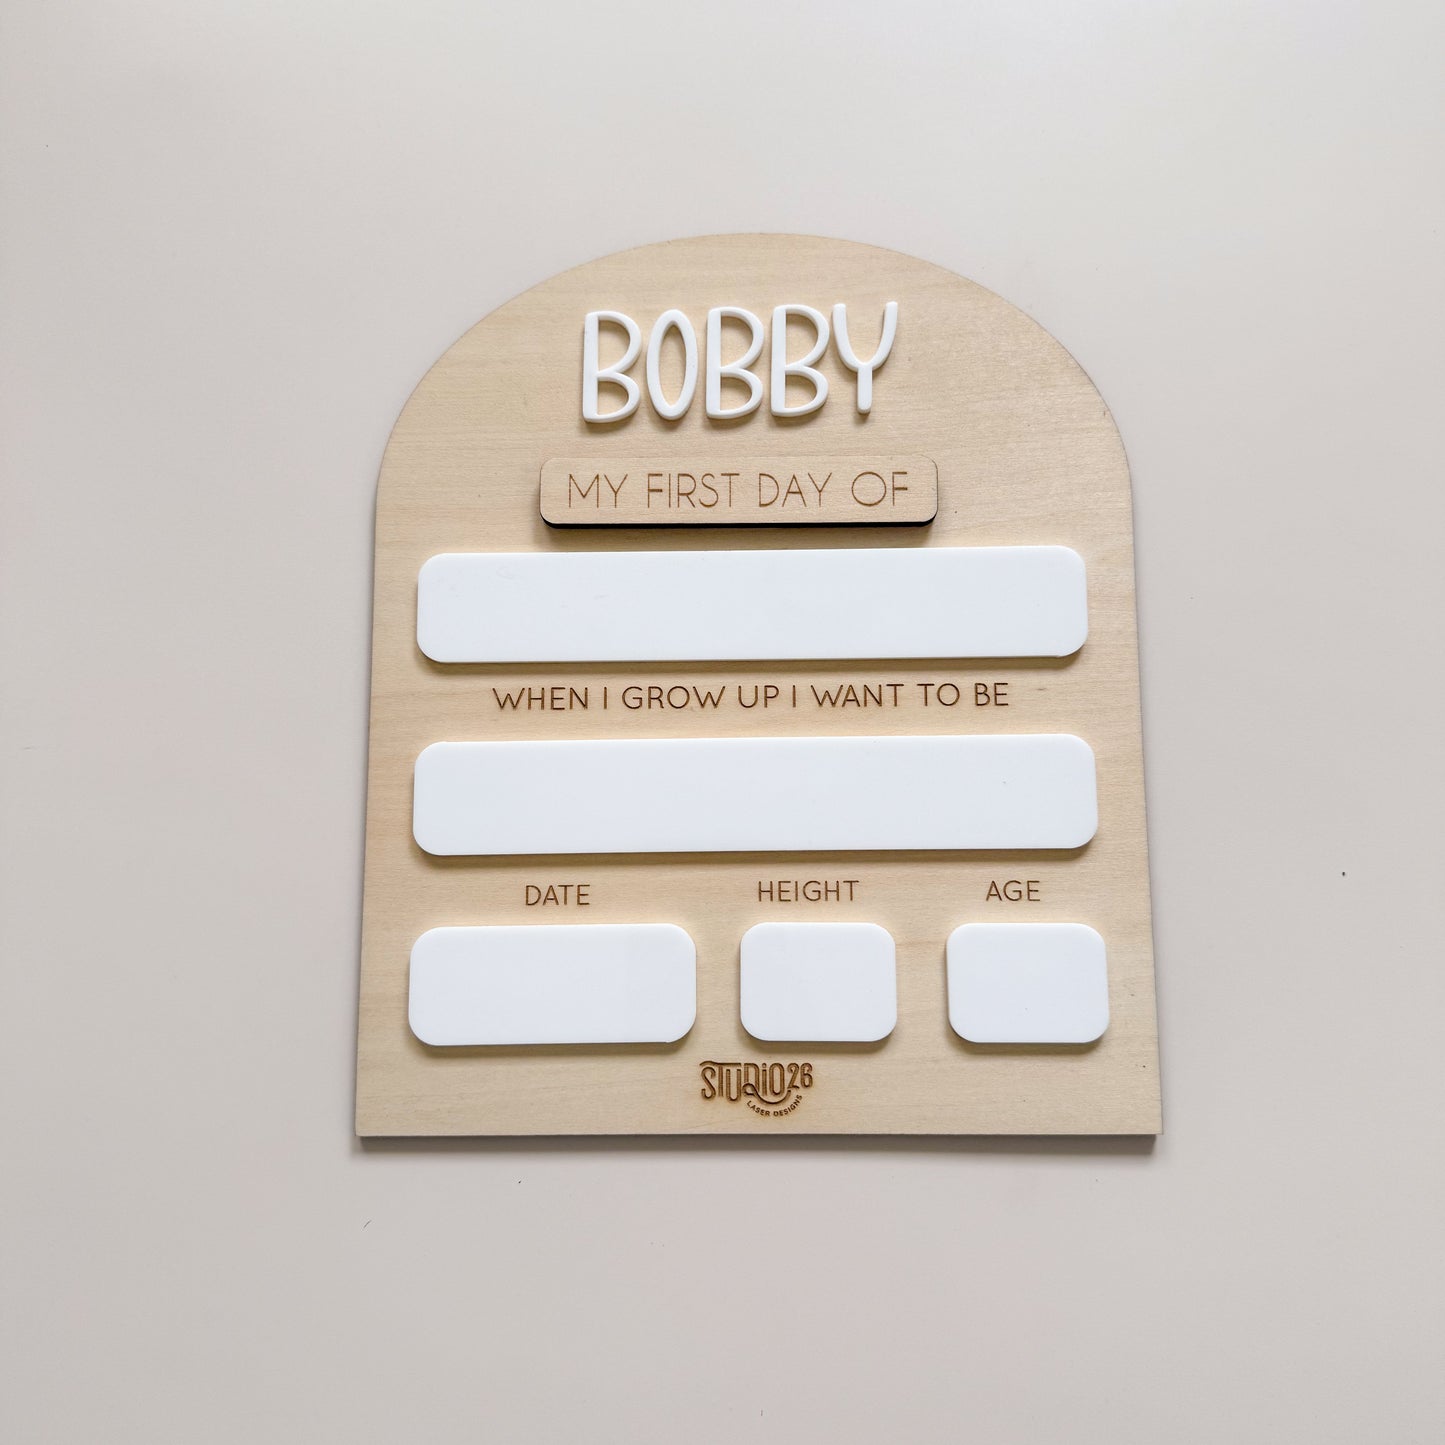 BOBBY
MY FIRST DAY OF
WHEN I GROW UP I WANT TO BE
DATE HEIGHT AGE
STUDIO26
LASER DESIGNS